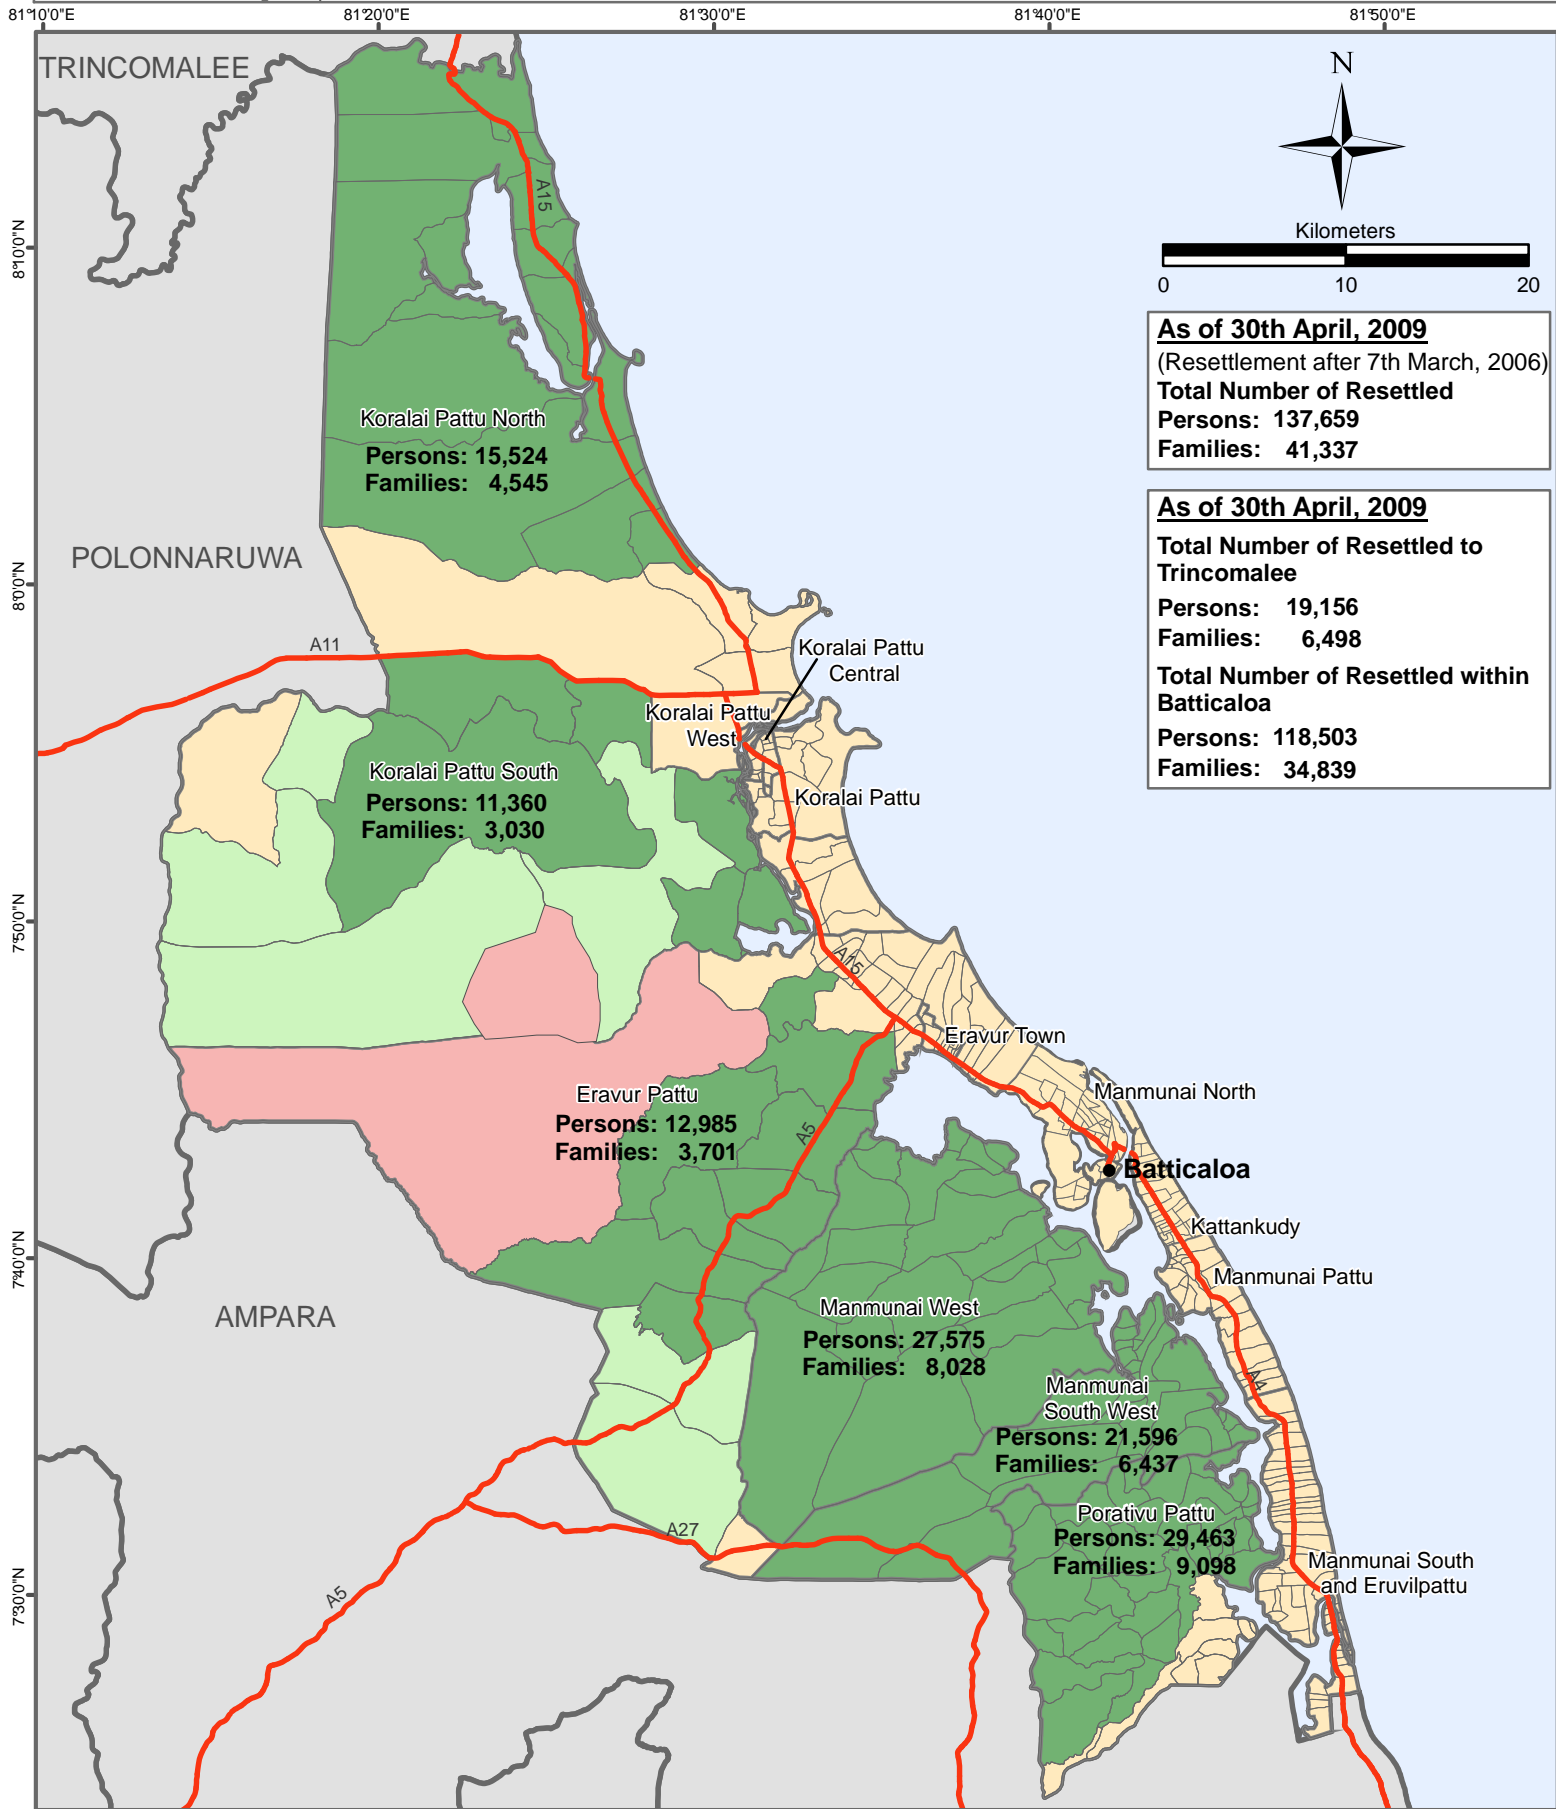 81°10'0"E
81°20'0"E
81°30'0"E
81°40'0"E
81°50'0"E
TRINCOMALEE
N
A15
8°10'0"N
Kilometers
0 10 20
As of 30th April, 2009
(Resettlement after 7th March, 2006)
Total Number of Resettled
Persons: 137,659
Families: 41,337
Koralai Pattu North
Persons: 15,524
Families: 4,545
As of 30th April, 2009
Total Number of Resettled to
Trincomalee
Persons: 19,156
Families: 6,498
Total Number of Resettled within
Batticaloa
Persons: 118,503
Families: 34,839
POLONNARUWA
8°0'0"N
A11
Koralai Pattu
Central
Koralai Pattu
West
Koralai Pattu South
Persons: 11,360
Families: 3,030
Koralai Pattu
7°50'0"N
A15
Eravur Town
Eravur Pattu
Persons: 12,985
Families: 3,701
A5
Manmunai North
Batticaloa
Kattankudy
7°40'0"N
Manmunai Pattu
AMPARA
Manmunai West
Persons: 27,575
Families: 8,028
A4
Manmunai
South West
Persons: 21,596
Families: 6,437
Porativu Pattu
Persons: 29,463
Families: 9,098
A27
Manmunai South
and Eruvilpattu
7°30'0"N
A5